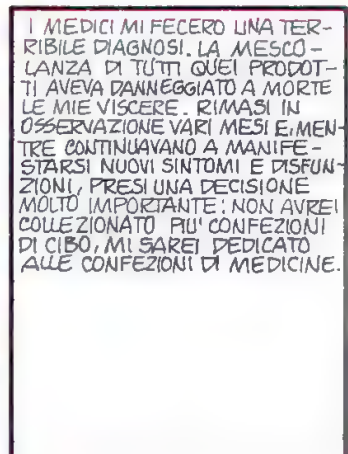 I MEDICI MI FECERO UNA TER-
RIBILE DIAGNOSI. LA MESCO-
LANZA DI TUTTI QUEI PRODOT-
TI AVEVA DANNEGGIATO A MORTE
LE MIE VISCERE. RIMASI IN
OSSERVAZIONE VARI MESI E, MEN-
TRE CONTINUAVANO A MANIFE-
STARSI NUOVI SINTOMI E DISFUN-
ZIONI, PRESI UNA DECISIONE
MOLTO IMPORTANTE: NON AVREI
COLLEZIONATO PIU' CONFEZIONI
DI CIBO, MI SAREI DEDICATO
ALLE CONFEZIONI DI MEDICINE.